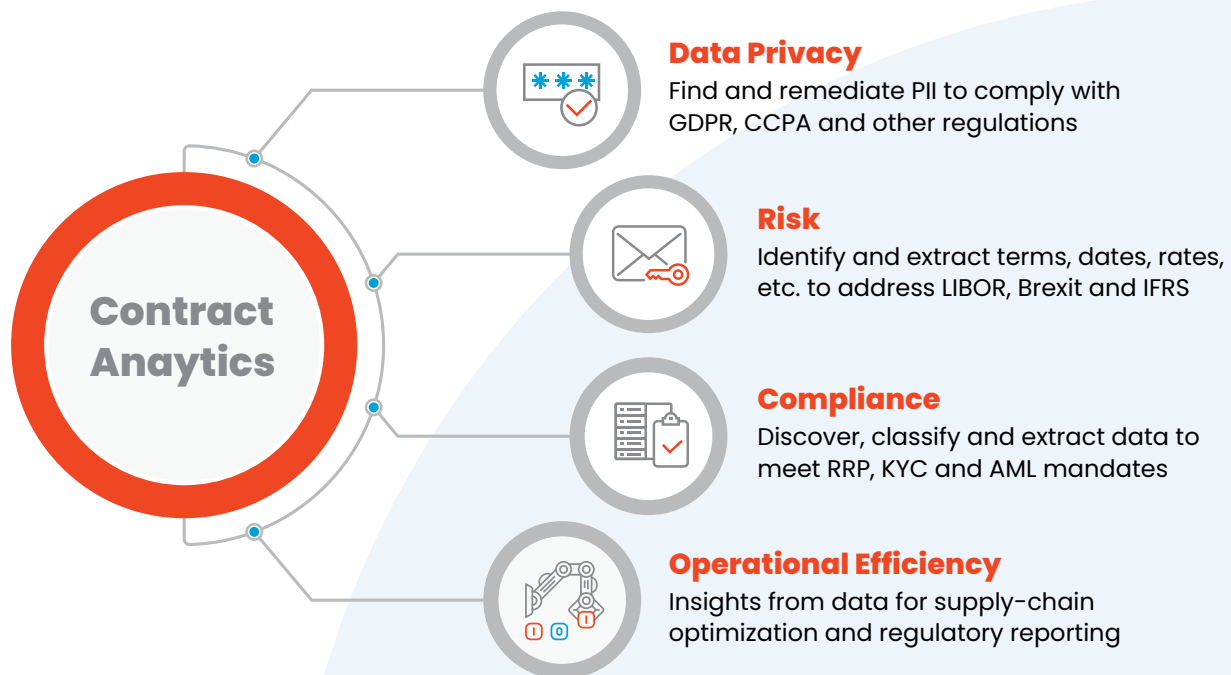 Contract
Anaytics
Data Privacy
Find and remediate PII to comply with
GDPR, CCPA and other regulations
Risk
Identify and extract terms, dates, rates,
etc. to address LIBOR, Brexit and IFRS
Compliance
Discover, classify and extract data to
meet RRP, KYC and AML mandates
Operational Efficiency
Insights from data for supply-chain
optimization and regulatory reporting